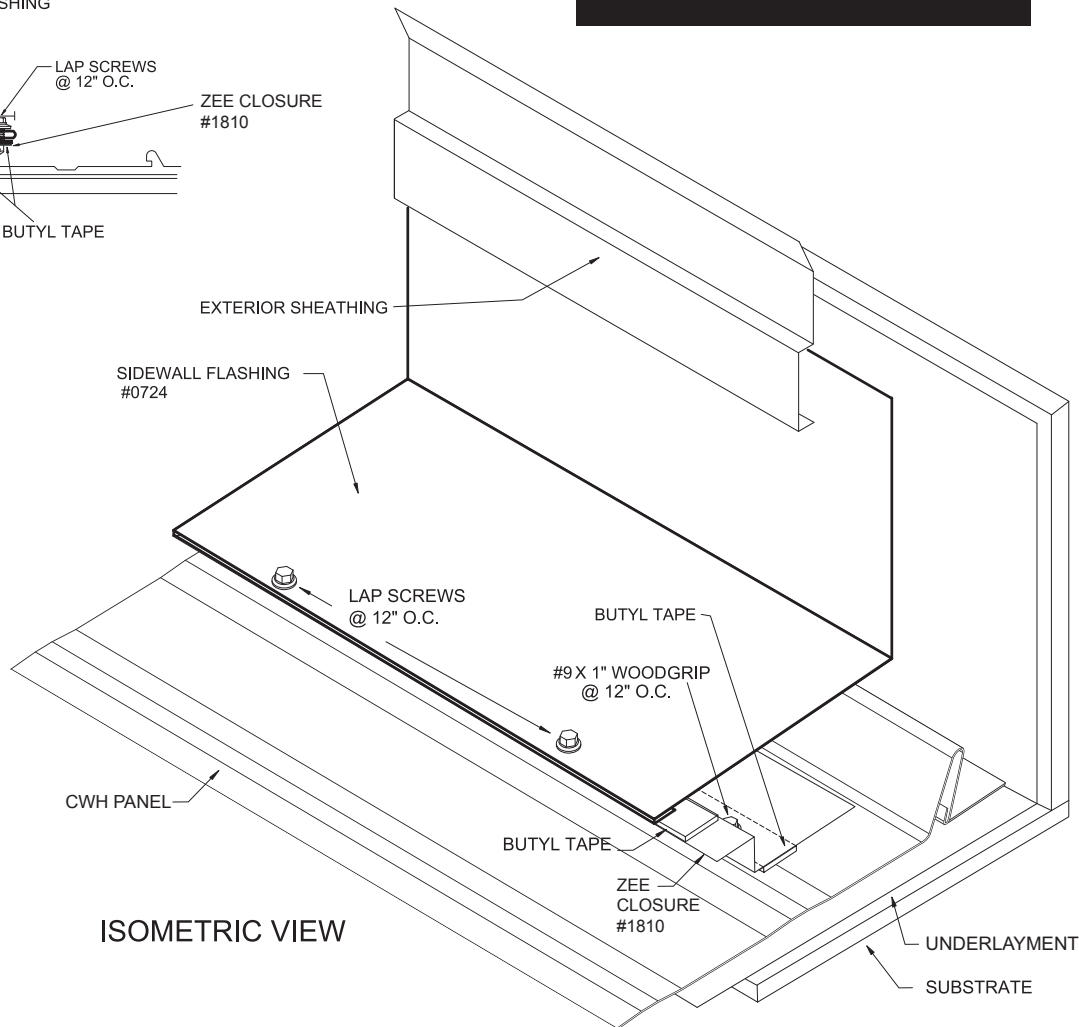 LAP SCREWS
@ 12" O.C.
ZEE CLOSURE
#1810
BUTYL TAPE
EXTERIOR SHEATHING
SIDEWALL FLASHING
#0724
LAP SCREWS
@ 12" O.C.
BUTYL TAPE
#9 X 1" WOODGRIP
@ 12" O.C.
CWH PANEL
BUTYL TAPE
ZEE
CLOSURE
#1810
ISOMETRIC VIEW
UNDERLAYMENT
SUBSTRATE